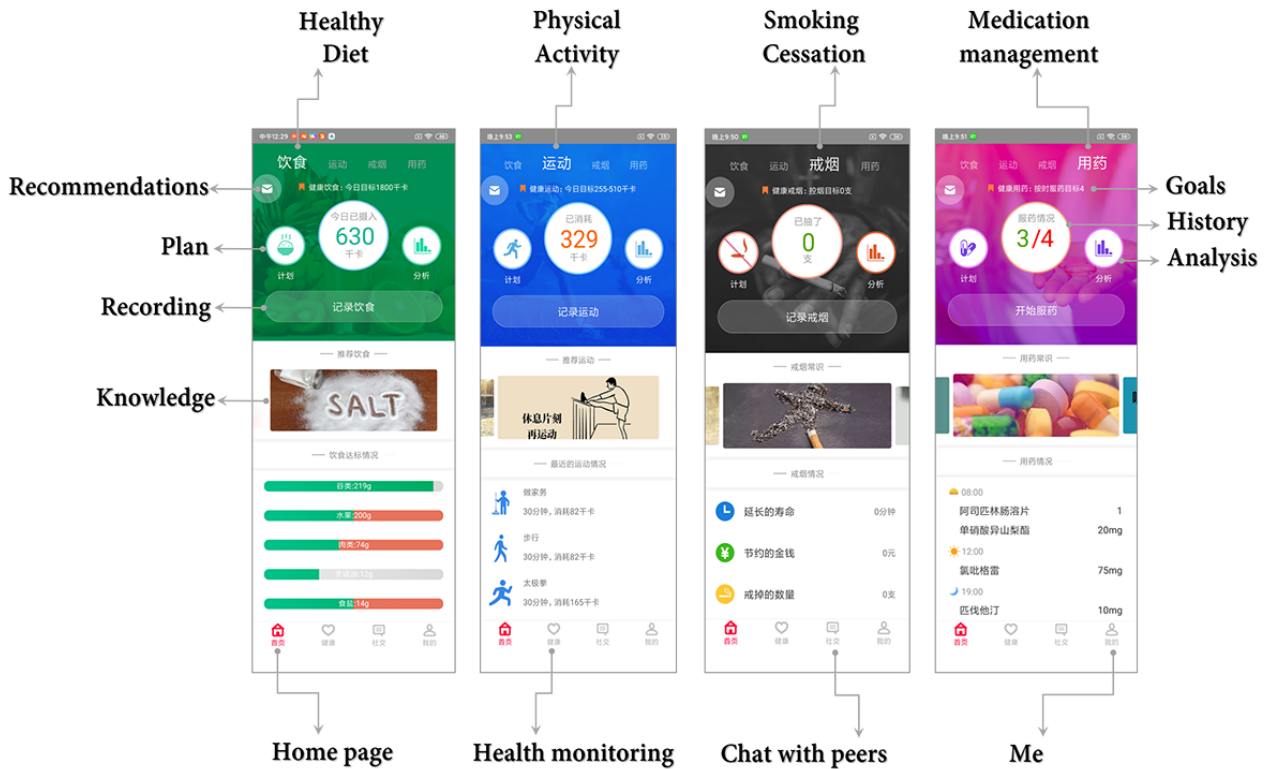 Healthy
Diet
Physical
Activity
Smoking
Cessation
Medication
management
Recommendations
Plan
Recording
Knowledge
Goals
History
Analysis
中午12:29
饮食 运动 戒烟 用药
健康饮食:今日目标1800千卡
今日已摄入
630
千卡
计划
分析
记录饮食
推荐饮食
SALT
饮食达标情况
谷类:219g
水果:200g
肉类:74g
食盐:14g
首页 健康 社交 我的
晚上9:53
饮食 运动 戒烟 用药
健康运动:今日目标255-510千卡
已消耗
329
千卡
计划
分析
记录运动
推荐运动
休息片刻
再运动
最近的运动情况
做家务
30分钟,消耗82千卡
步行
30分钟,消耗82千卡
太极拳
30分钟,消耗165千卡
首页 健康 社交 我的
晚上9:50
饮食 运动 戒烟 用药
健康戒烟:控烟目标0支
已抽了
0
支
计划
分析
记录戒烟
戒烟常识
戒烟情况
延长的寿命 0分钟
节约的金钱 0元
戒掉的数量 0支
首页 健康 社交 我的
晚上9:51
饮食 运动 戒烟 用药
健康用药:按时服药目标4
服药情况
3/4
计划
分析
开始服药
用药常识
用药情况
08:00
阿司匹林肠溶片 1
单硝酸异山梨酯 20mg
12:00
氯吡格雷 75mg
19:00
匹伐他汀 10mg
首页 健康 社交 我的
Home page
Health monitoring
Chat with peers
Me